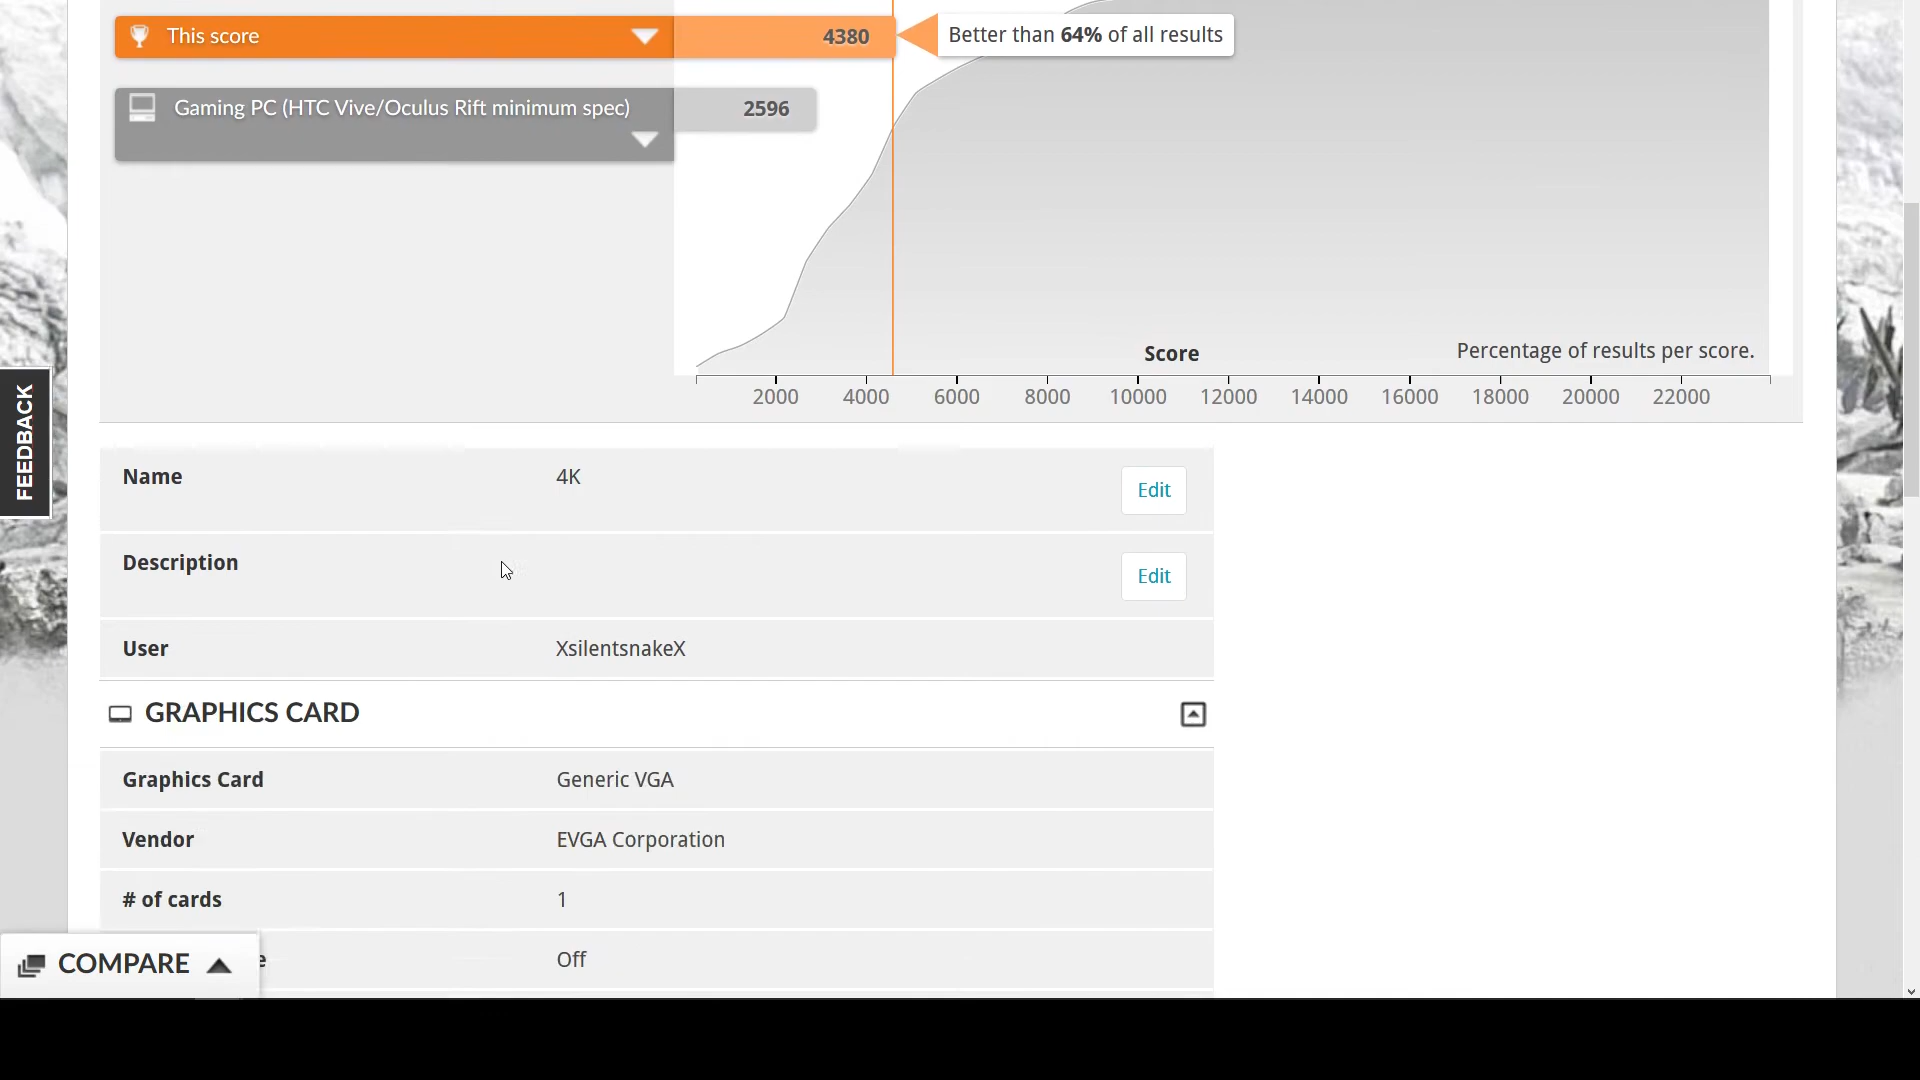 This score 4380 Better than 64% of all results
Gaming PC (HTC Vive/Oculus Rift minimum spec) 2596
Score Percentage of results per score.
2000 4000 6000 8000 10000 12000 14000 16000 18000 20000 22000
FEEDBACK
Name 4K Edit
Description Edit
User XsilentsnakeX
GRAPHICS CARD
Graphics Card Generic VGA
Vendor EVGA Corporation
# of cards 1
COMPARE e Off